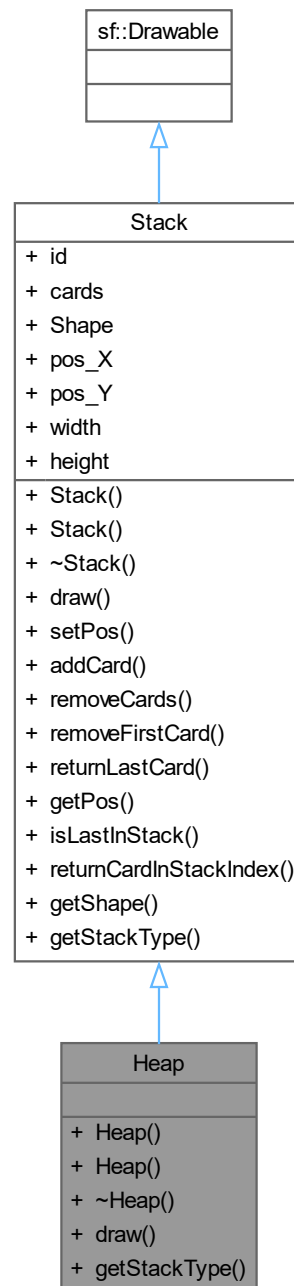 sf::Drawable
Stack
+ id
+ cards
+ Shape
+ pos_X
+ pos_Y
+ width
+ height
+ Stack()
+ Stack()
+ ~Stack()
+ draw()
+ setPos()
+ addCard()
+ removeCards()
+ removeFirstCard()
+ returnLastCard()
+ getPos()
+ isLastInStack()
+ returnCardInStackIndex()
+ getShape()
+ getStackType()
Heap
+ Heap()
+ Heap()
+ ~Heap()
+ draw()
+ getStackType()